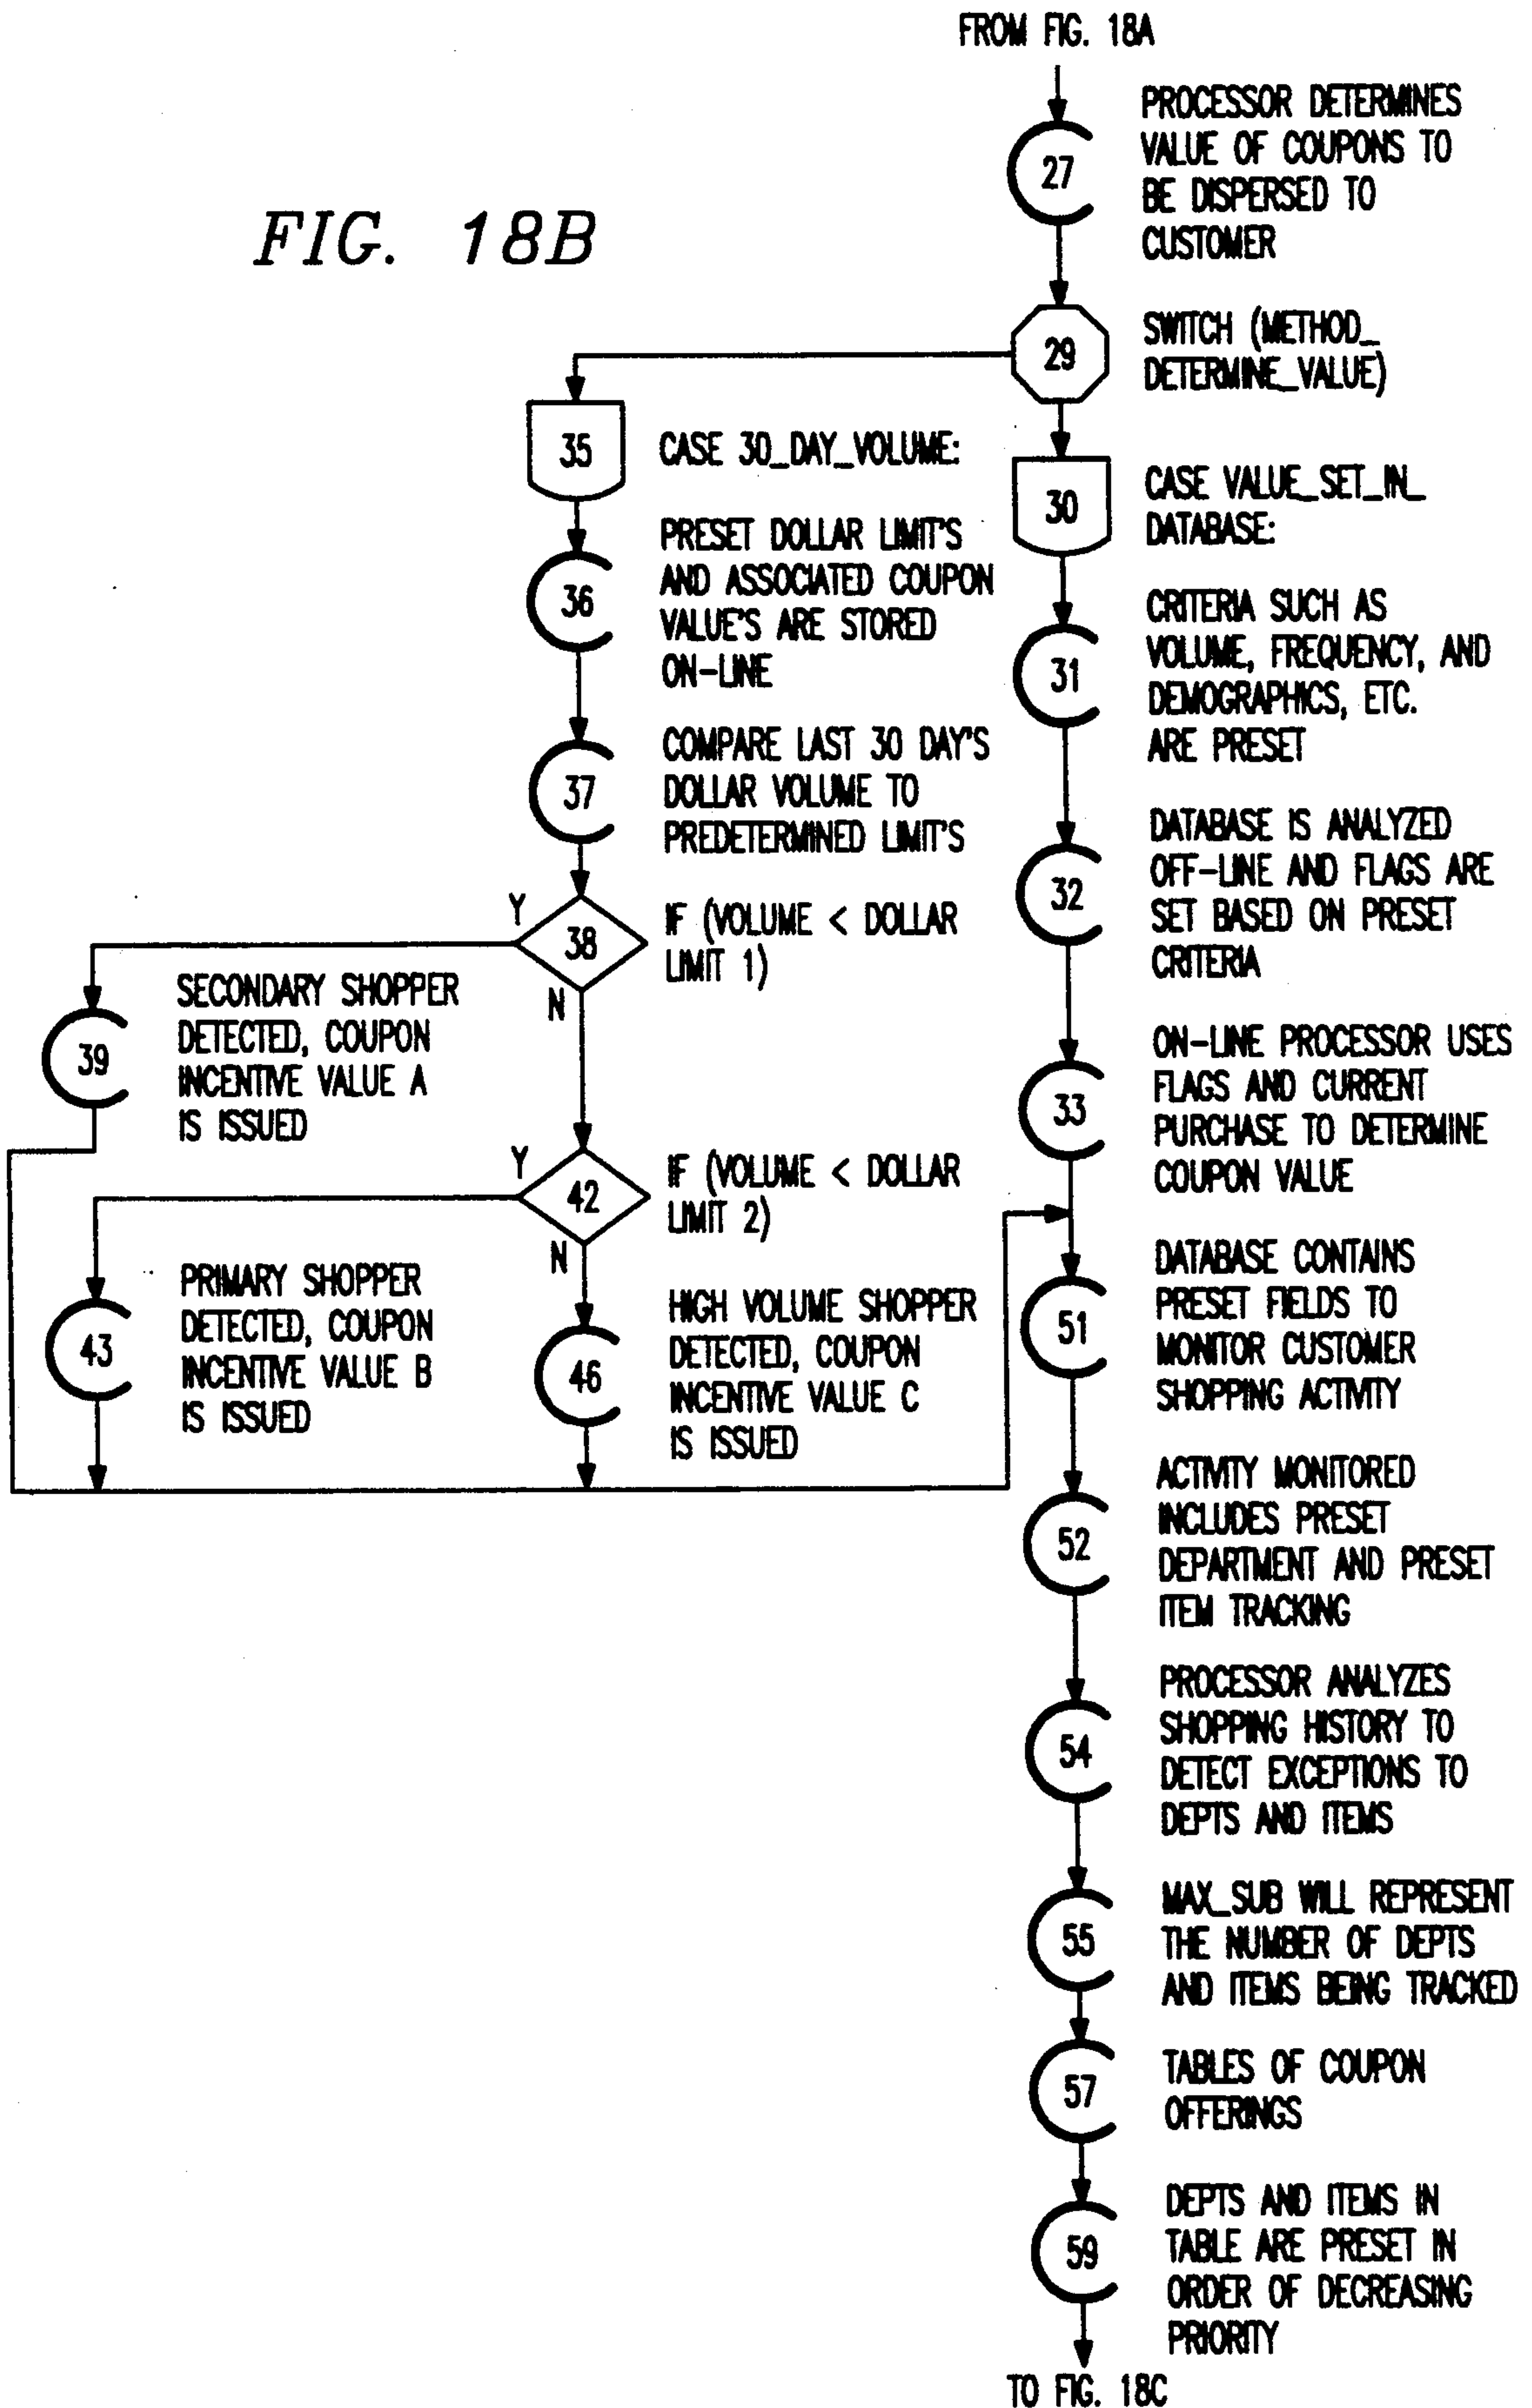 FROM FIG. 18A
27
PROCESSOR DETERMINES
VALUE OF COUPONS TO
BE DISPERSED TO
CUSTOMER
FIG. 18B
29
SWITCH (METHOD_
DETERMINE_VALUE)
35
CASE 30_DAY_VOLUME:
36
PRESET DOLLAR LIMIT'S
AND ASSOCIATED COUPON
VALUE'S ARE STORED
ON-LINE
37
COMPARE LAST 30 DAY'S
DOLLAR VOLUME TO
PREDETERMINED LIMIT'S
38
Y
N
IF (VOLUME < DOLLAR
LIMIT 1)
39
SECONDARY SHOPPER
DETECTED, COUPON
INCENTIVE VALUE A
IS ISSUED
42
Y
N
IF (VOLUME < DOLLAR
LIMIT 2)
43
PRIMARY SHOPPER
DETECTED, COUPON
INCENTIVE VALUE B
IS ISSUED
46
HIGH VOLUME SHOPPER
DETECTED, COUPON
INCENTIVE VALUE C
IS ISSUED
30
CASE VALUE_SET_IN_
DATABASE:
31
CRITERIA SUCH AS
VOLUME, FREQUENCY, AND
DEMOGRAPHICS, ETC.
ARE PRESET
32
DATABASE IS ANALYZED
OFF-LINE AND FLAGS ARE
SET BASED ON PRESET
CRITERIA
33
ON-LINE PROCESSOR USES
FLAGS AND CURRENT
PURCHASE TO DETERMINE
COUPON VALUE
51
DATABASE CONTAINS
PRESET FIELDS TO
MONITOR CUSTOMER
SHOPPING ACTIVITY
52
ACTIVITY MONITORED
INCLUDES PRESET
DEPARTMENT AND PRESET
ITEM TRACKING
54
PROCESSOR ANALYZES
SHOPPING HISTORY TO
DETECT EXCEPTIONS TO
DEPTS AND ITEMS
55
MAX_SUB WILL REPRESENT
THE NUMBER OF DEPTS
AND ITEMS BEING TRACKED
57
TABLES OF COUPON
OFFERINGS
59
DEPTS AND ITEMS IN
TABLE ARE PRESET IN
ORDER OF DECREASING
PRIORITY
TO FIG. 18C